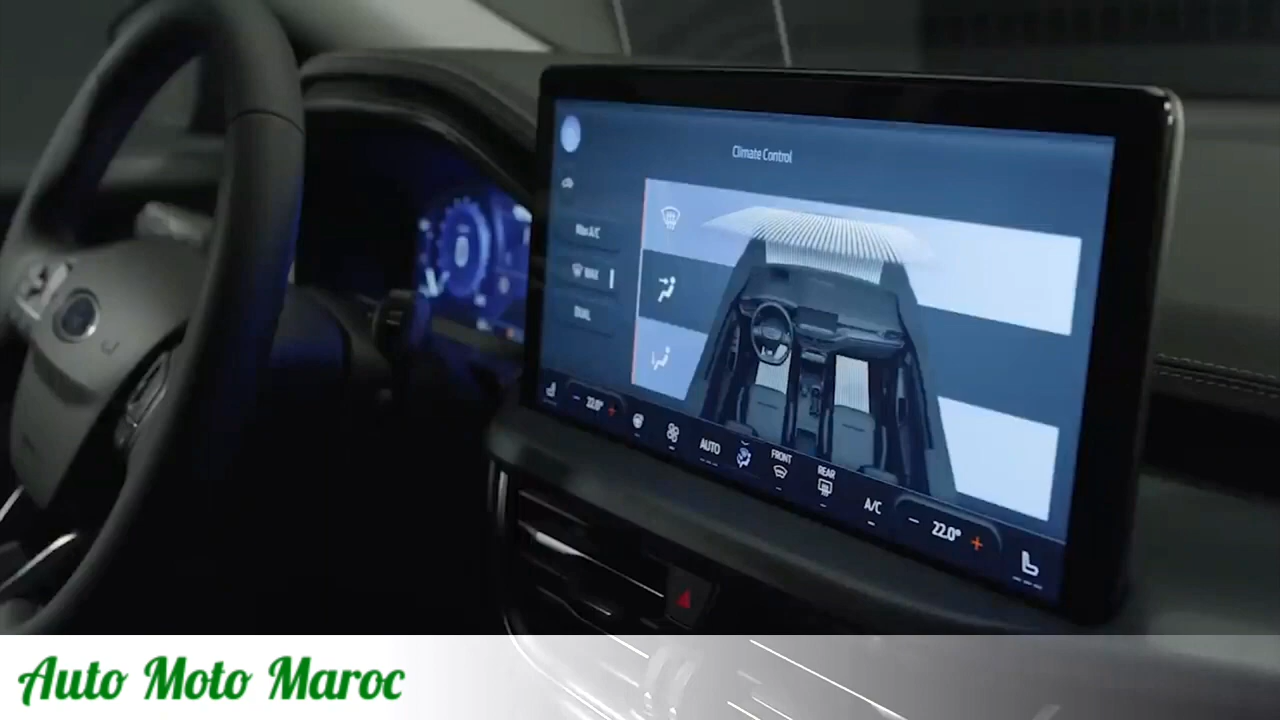 Climate Control
Max A/C
MAX
DUAL
22.0°
AUTO
FRONT
REAR
A/C
22.0°
Auto Moto Maroc